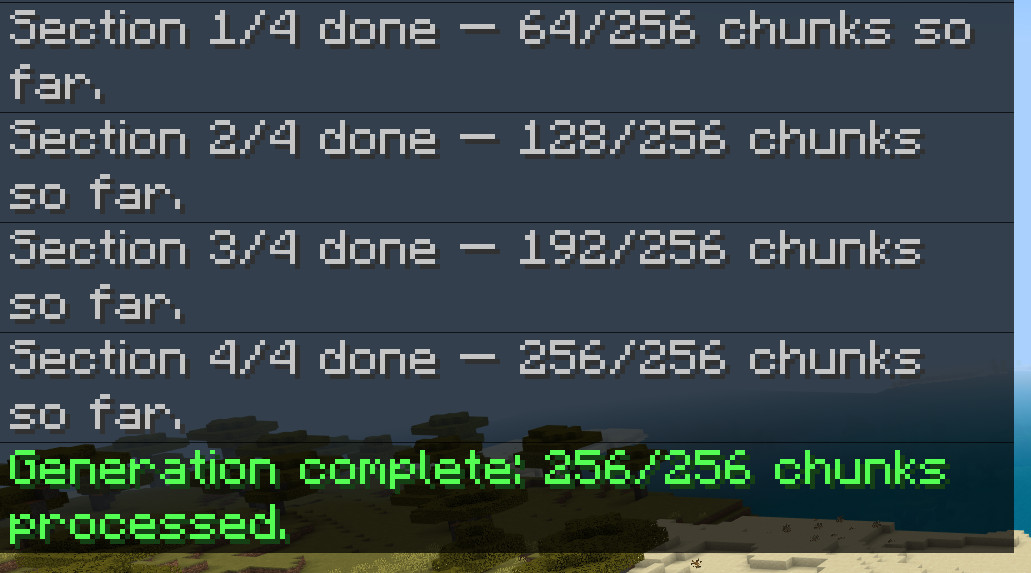 Section 1/4 done — 64/256 chunks so
far.
Section 2/4 done — 128/256 chunks
so far.
Section 3/4 done — 192/256 chunks
so far.
Section 4/4 done — 256/256 chunks
so far.
Generation complete: 256/256 chunks
processed.